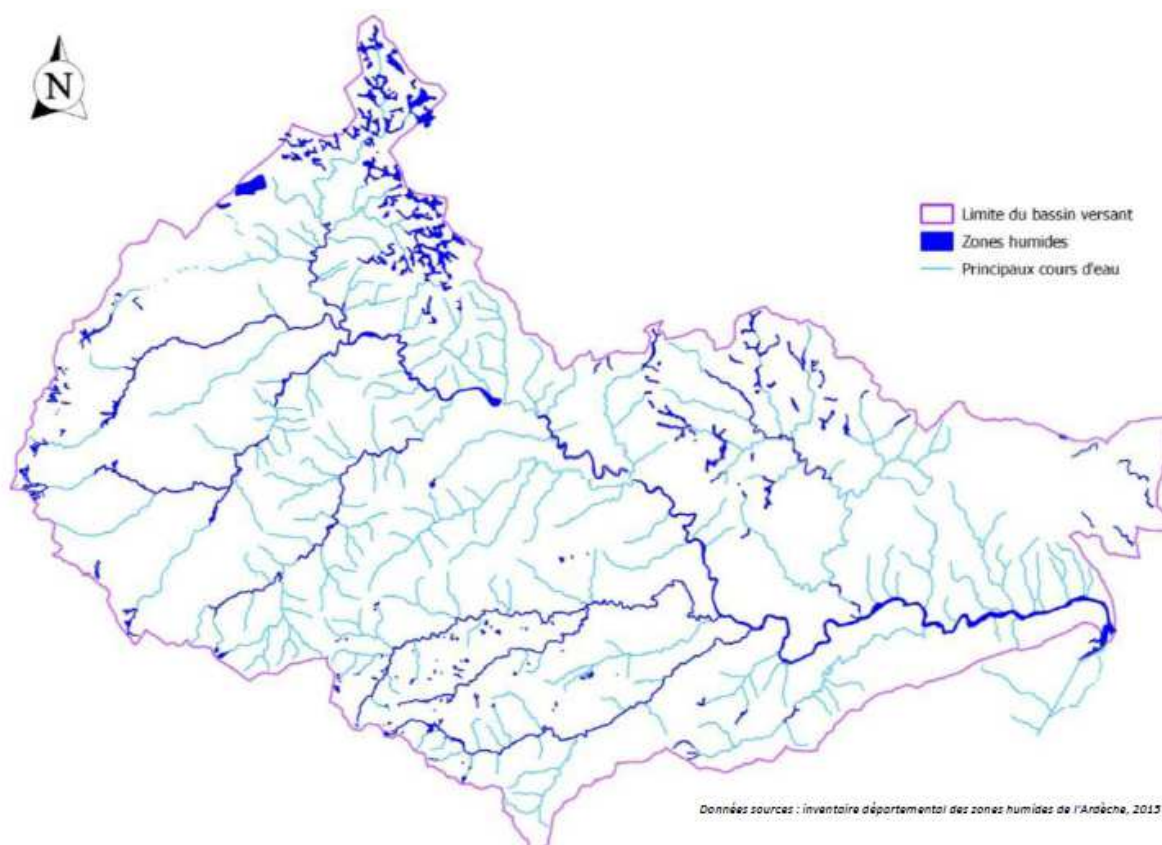 N
Limite du bassin versant
Zones humides
Principaux cours d'eau
Données sources : inventaire départemental des zones humides de l'Ardèche, 2015